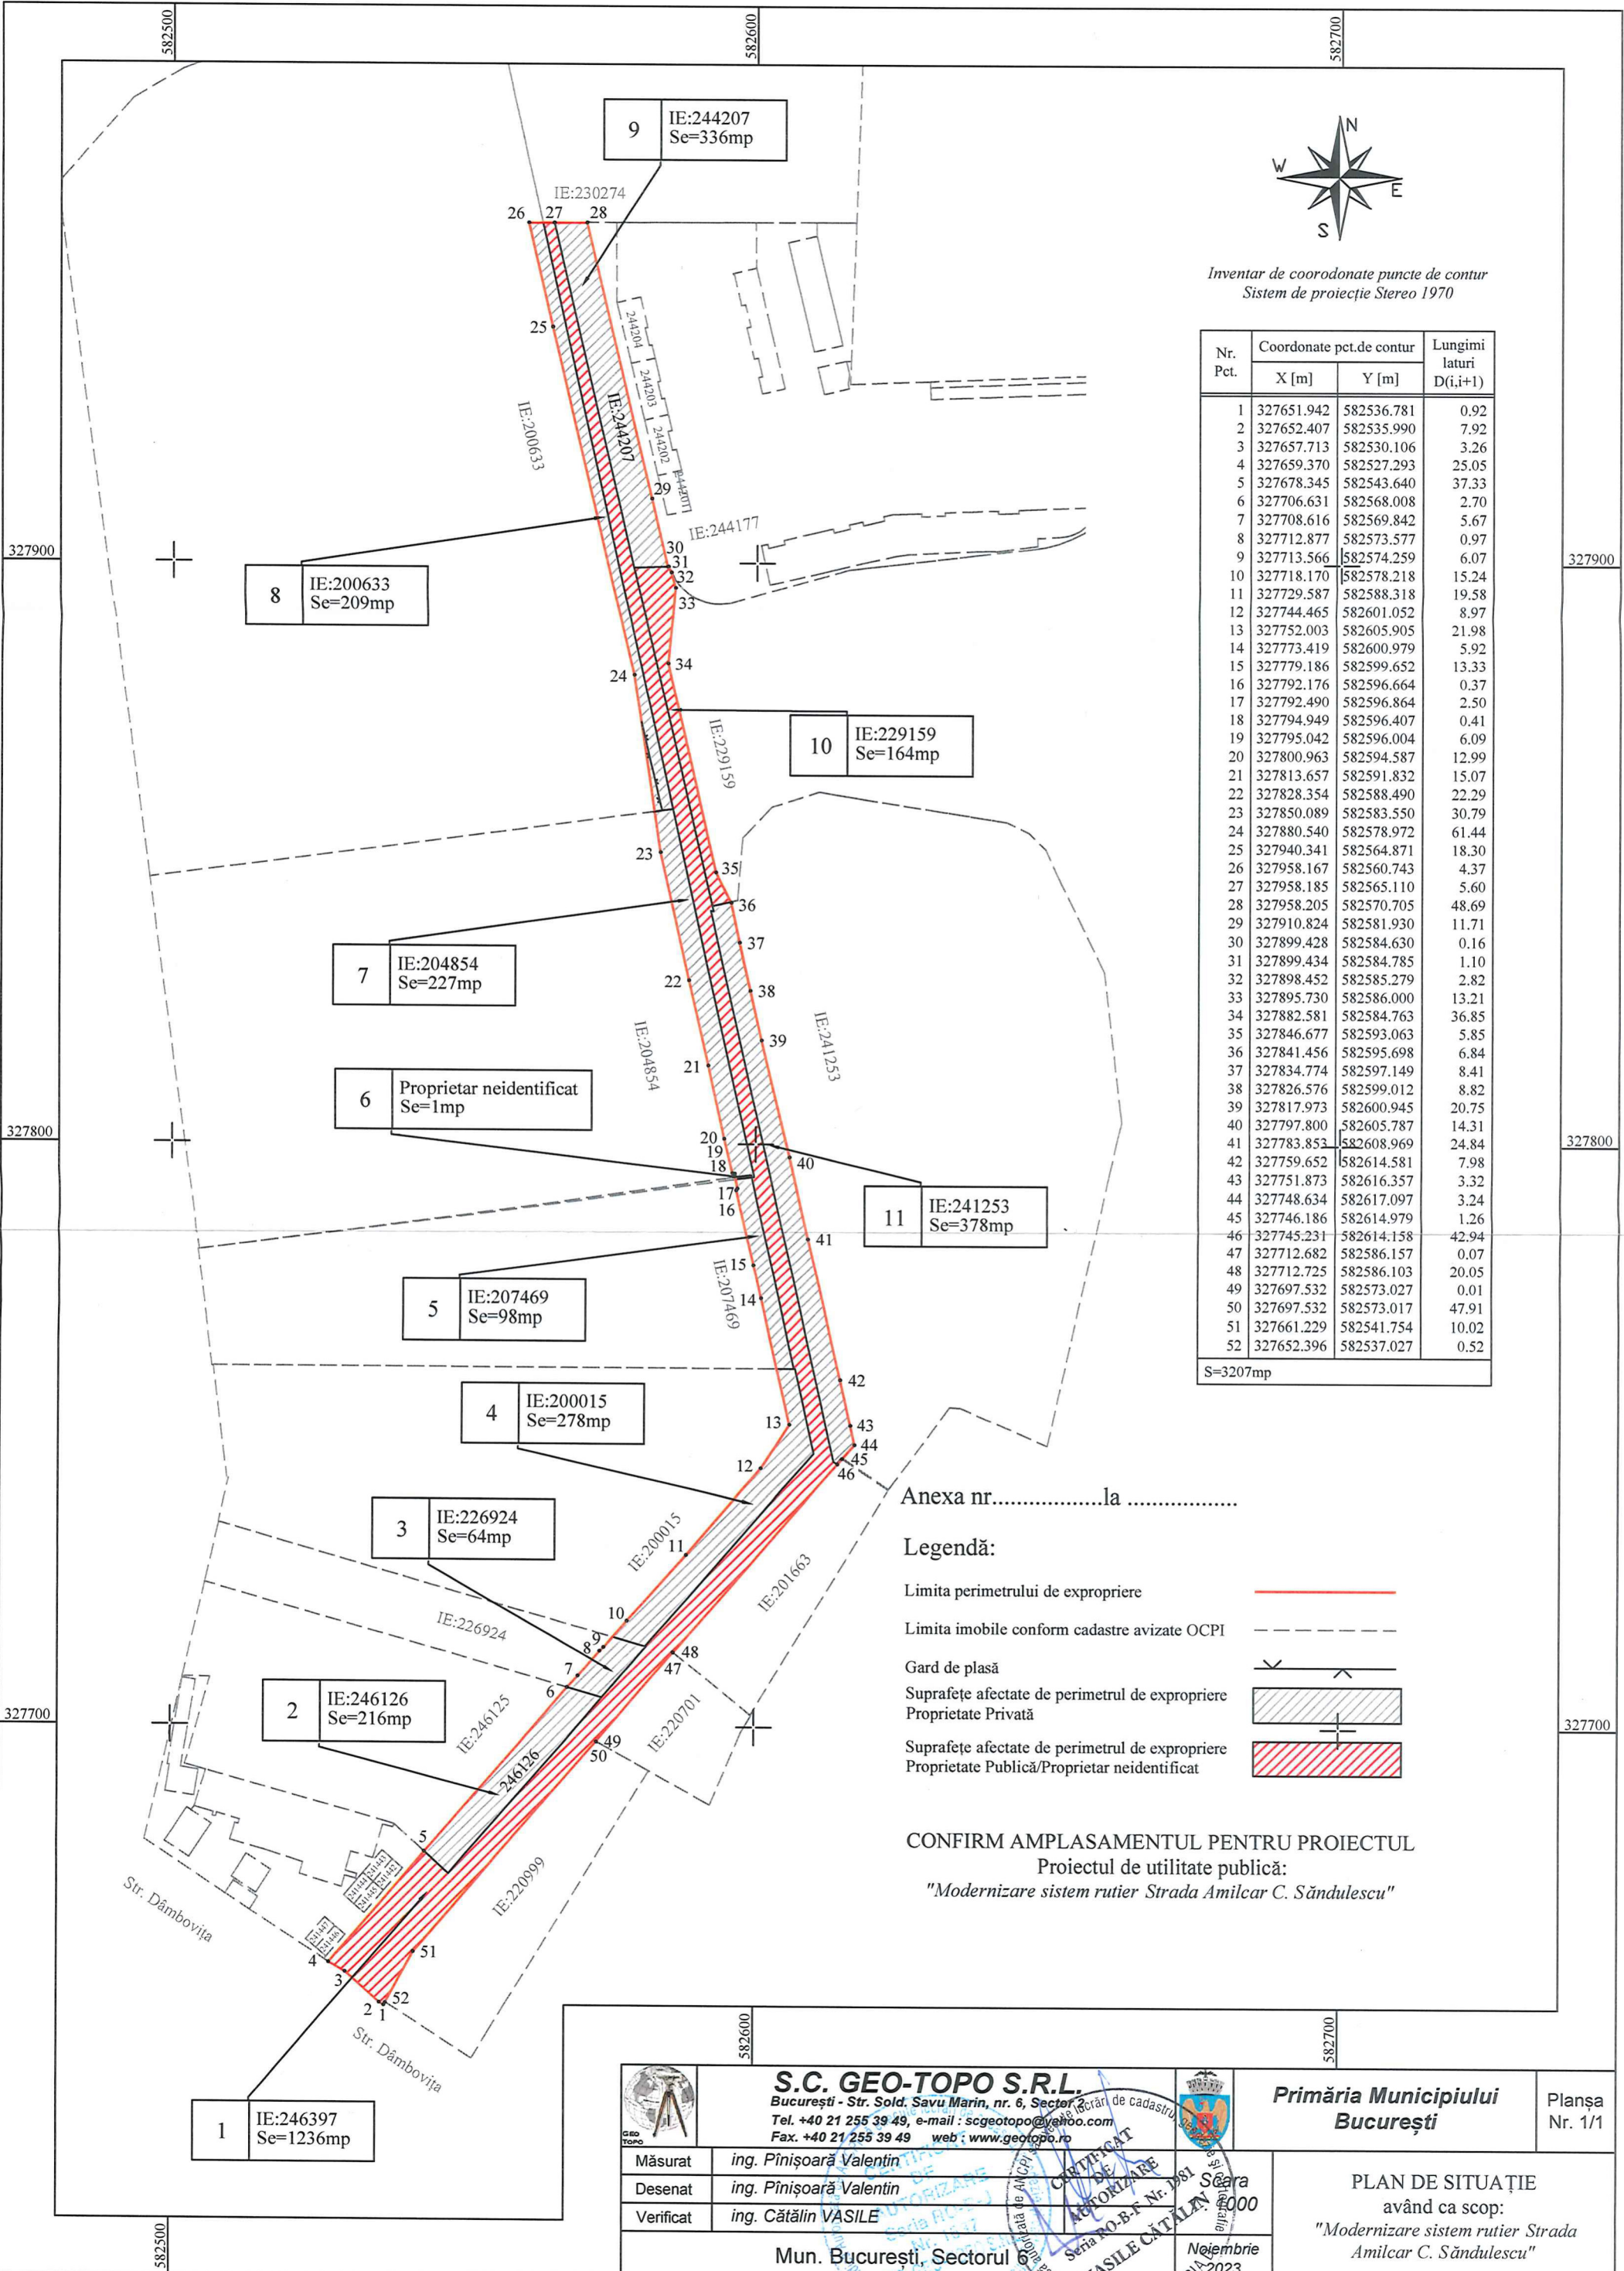 582500
582600
582700
9
IE:244207
Se=336mp
IE:230274
26
27
28
25
244204
244203
244202
244201
IE:244207
IE:200633
29
IE:244177
30
31
32
33
327900
327900
8
IE:200633
Se=209mp
34
24
IE:229159
10
IE:229159
Se=164mp
23
35
36
37
7
IE:204854
Se=227mp
22
38
39
IE:241253
IE:204854
21
6
Proprietar neidentificat
Se=1mp
20
19
18
17
16
40
327800
327800
11
IE:241253
Se=378mp
41
15
IE:207469
14
5
IE:207469
Se=98mp
42
4
IE:200015
Se=278mp
13
43
44
45
46
12
3
IE:226924
Se=64mp
11
IE:200015
IE:201663
10
9
8
IE:226924
7
6
48
47
2
IE:246126
Se=216mp
IE:246125
IE:220701
327700
327700
49
50
246126
5
241443
241442
241444
241445
IE:220999
241447
241446
Str. Dâmbovița
4
3
51
2
1
52
Str. Dâmbovița
1
IE:246397
Se=1236mp
N
W
E
S
Inventar de coorodonate puncte de contur
Sistem de proiecție Stereo 1970
Nr. Pct. Coordonate pct.de contur Lungimi laturi D(i,i+1)
X [m] Y [m]
1 327651.942 582536.781 0.92
2 327652.407 582535.990 7.92
3 327657.713 582530.106 3.26
4 327659.370 582527.293 25.05
5 327678.345 582543.640 37.33
6 327706.631 582568.008 2.70
7 327708.616 582569.842 5.67
8 327712.877 582573.577 0.97
9 327713.566 582574.259 6.07
10 327718.170 582578.218 15.24
11 327729.587 582588.318 19.58
12 327744.465 582601.052 8.97
13 327752.003 582605.905 21.98
14 327773.419 582600.979 5.92
15 327779.186 582599.652 13.33
16 327792.176 582596.664 0.37
17 327792.490 582596.864 2.50
18 327794.949 582596.407 0.41
19 327795.042 582596.004 6.09
20 327800.963 582594.587 12.99
21 327813.657 582591.832 15.07
22 327828.354 582588.490 22.29
23 327850.089 582583.550 30.79
24 327880.540 582578.972 61.44
25 327940.341 582564.871 18.30
26 327958.167 582560.743 4.37
27 327958.185 582565.110 5.60
28 327958.205 582570.705 48.69
29 327910.824 582581.930 11.71
30 327899.428 582584.630 0.16
31 327899.434 582584.785 1.10
32 327898.452 582585.279 2.82
33 327895.730 582586.000 13.21
34 327882.581 582584.763 36.85
35 327846.677 582593.063 5.85
36 327841.456 582595.698 6.84
37 327834.774 582597.149 8.41
38 327826.576 582599.012 8.82
39 327817.973 582600.945 20.75
40 327797.800 582605.787 14.31
41 327783.853 582608.969 24.84
42 327759.652 582614.581 7.98
43 327751.873 582616.357 3.32
44 327748.634 582617.097 3.24
45 327746.186 582614.979 1.26
46 327745.231 582614.158 42.94
47 327712.682 582586.157 0.07
48 327712.725 582586.103 20.05
49 327697.532 582573.027 0.01
50 327697.532 582573.017 47.91
51 327661.229 582541.754 10.02
52 327652.396 582537.027 0.52
S=3207mp
Anexa nr..................la ..................
Legendă:
Limita perimetrului de expropriere
Limita imobile conform cadastre avizate OCPI
Gard de plasă
Suprafețe afectate de perimetrul de expropriere
Proprietate Privată
Suprafețe afectate de perimetrul de expropriere
Proprietate Publică/Proprietar neidentificat
CONFIRM AMPLASAMENTUL PENTRU PROIECTUL
Proiectul de utilitate publică:
"Modernizare sistem rutier Strada Amilcar C. Săndulescu"
582500
582600
582700
GEO
TOPO
S.C. GEO-TOPO S.R.L.
București - Str. Sold. Savu Marin, nr. 6, Sector 2
Tel. +40 21 255 39 49, e-mail : scgeotopo@yahoo.com
Fax. +40 21 255 39 49 web : www.geotopo.ro
Primăria Municipiului
București
Planșa
Nr. 1/1
Măsurat ing. Pînișoară Valentin
Desenat ing. Pînișoară Valentin
Verificat ing. Cătălin VASILE
Scara
Mun. București, Sectorul 6
Noiembrie
2023
PLAN DE SITUAȚIE
având ca scop:
"Modernizare sistem rutier Strada
Amilcar C. Săndulescu"
CERTIFICAT
DE
AUTORIZARE
CERTIFICAT
DE
AUTORIZARE
Seria RO-B-F Nr. 1981
VASILE CĂTĂLIN